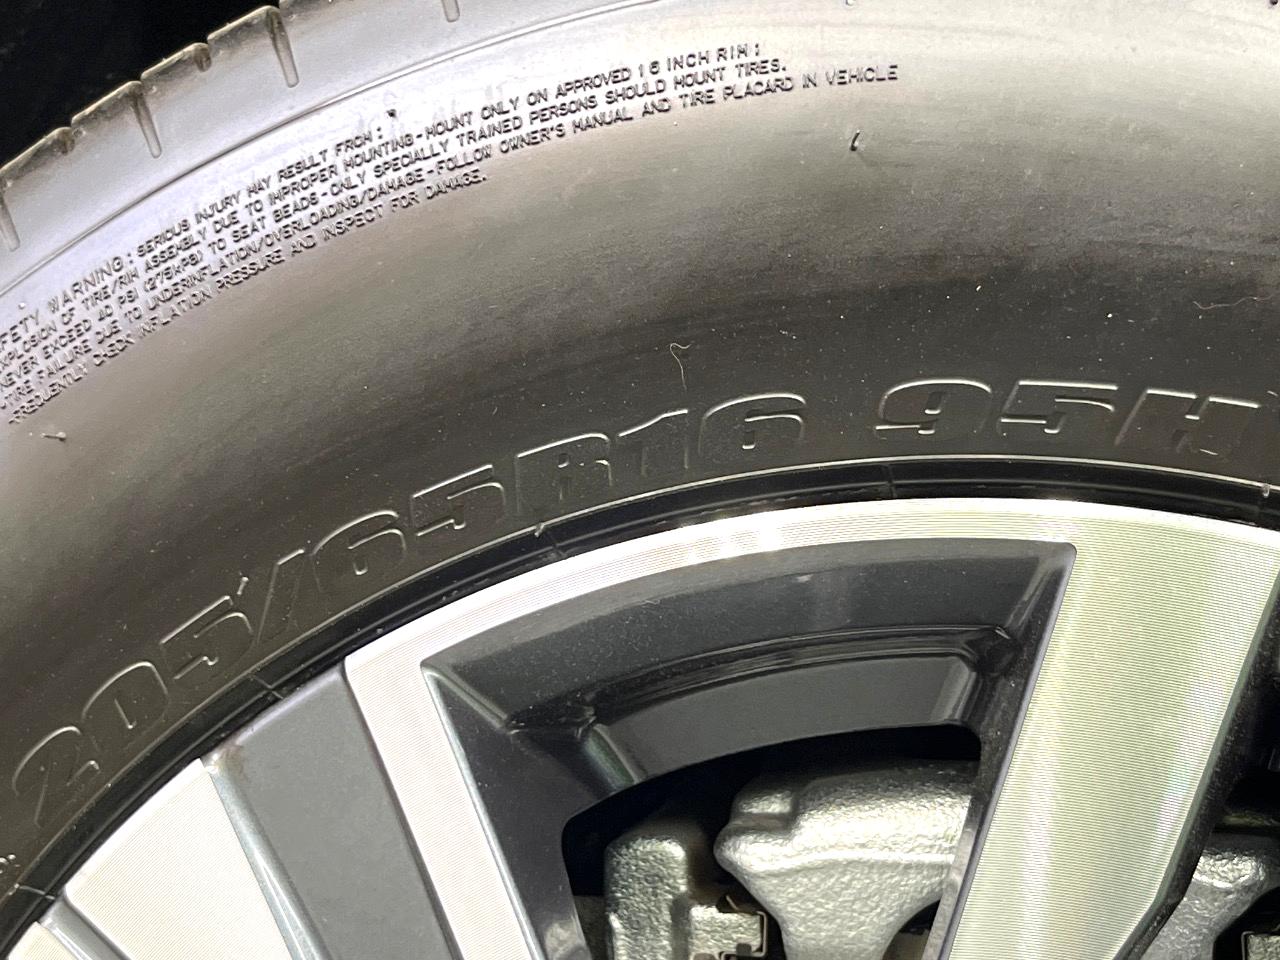 SAFETY WARNING: SERIOUS INJURY MAY RESULT FROM:
EXPLOSION OF TIRE/RIM ASSEMBLY DUE TO IMPROPER MOUNTING-MOUNT ONLY ON APPROVED 16 INCH RIM:
NEVER EXCEED 40 PSI (275KPa) TO SEAT BEADS-ONLY SPECIALLY TRAINED PERSONS SHOULD MOUNT TIRES.
TIRE FAILURE DUE TO UNDERINFLATION/OVERLOADING/DAMAGE-FOLLOW OWNER'S MANUAL AND TIRE PLACARD IN VEHICLE
FREQUENTLY CHECK INFLATION PRESSURE AND INSPECT FOR DAMAGE.
205/65R16 95H